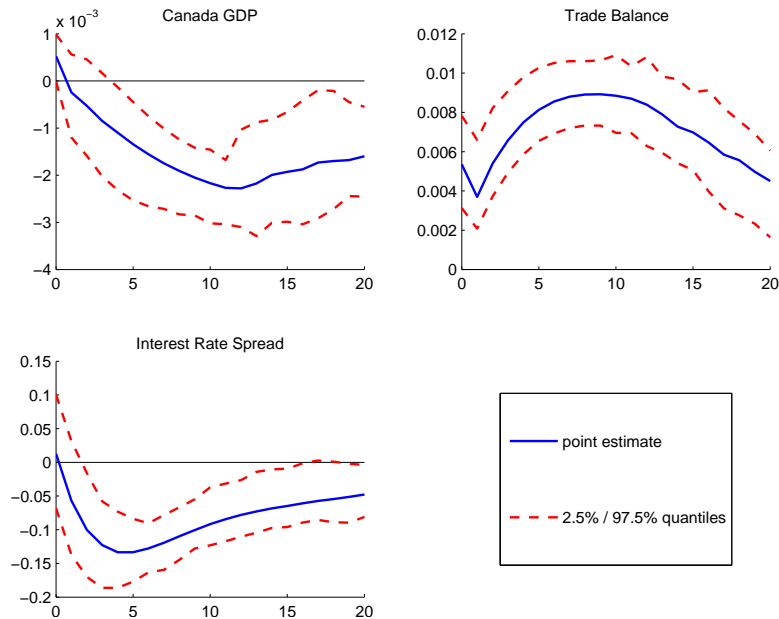 Canada GDP
× 10⁻³
1
0
−1
−2
−3
−4
0 5 10 15 20
Trade Balance
0.012
0.01
0.008
0.006
0.004
0.002
0
0 5 10 15 20
Interest Rate Spread
0.15
0.1
0.05
0
−0.05
−0.1
−0.15
−0.2
0 5 10 15 20
point estimate
2.5% / 97.5% quantiles